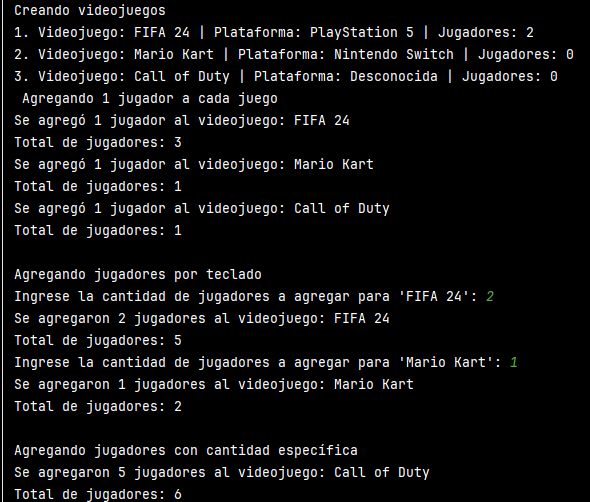 Creando videojuegos
1. Videojuego: FIFA 24 | Plataforma: PlayStation 5 | Jugadores: 2
2. Videojuego: Mario Kart | Plataforma: Nintendo Switch | Jugadores: 0
3. Videojuego: Call of Duty | Plataforma: Desconocida | Jugadores: 0
Agregando 1 jugador a cada juego
Se agregó 1 jugador al videojuego: FIFA 24
Total de jugadores: 3
Se agregó 1 jugador al videojuego: Mario Kart
Total de jugadores: 1
Se agregó 1 jugador al videojuego: Call of Duty
Total de jugadores: 1
Agregando jugadores por teclado
Ingrese la cantidad de jugadores a agregar para 'FIFA 24': 2
Se agregaron 2 jugadores al videojuego: FIFA 24
Total de jugadores: 5
Ingrese la cantidad de jugadores a agregar para 'Mario Kart': 1
Se agregaron 1 jugadores al videojuego: Mario Kart
Total de jugadores: 2
Agregando jugadores con cantidad específica
Se agregaron 5 jugadores al videojuego: Call of Duty
Total de jugadores: 6